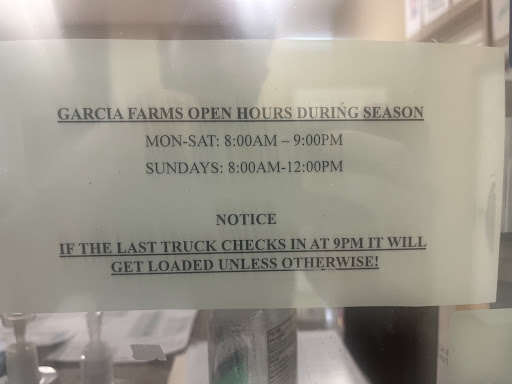 GARCIA FARMS OPEN HOURS DURING SEASON
MON-SAT: 8:00AM – 9:00PM
SUNDAYS: 8:00AM-12:00PM
NOTICE
IF THE LAST TRUCK CHECKS IN AT 9PM IT WILL
GET LOADED UNLESS OTHERWISE!